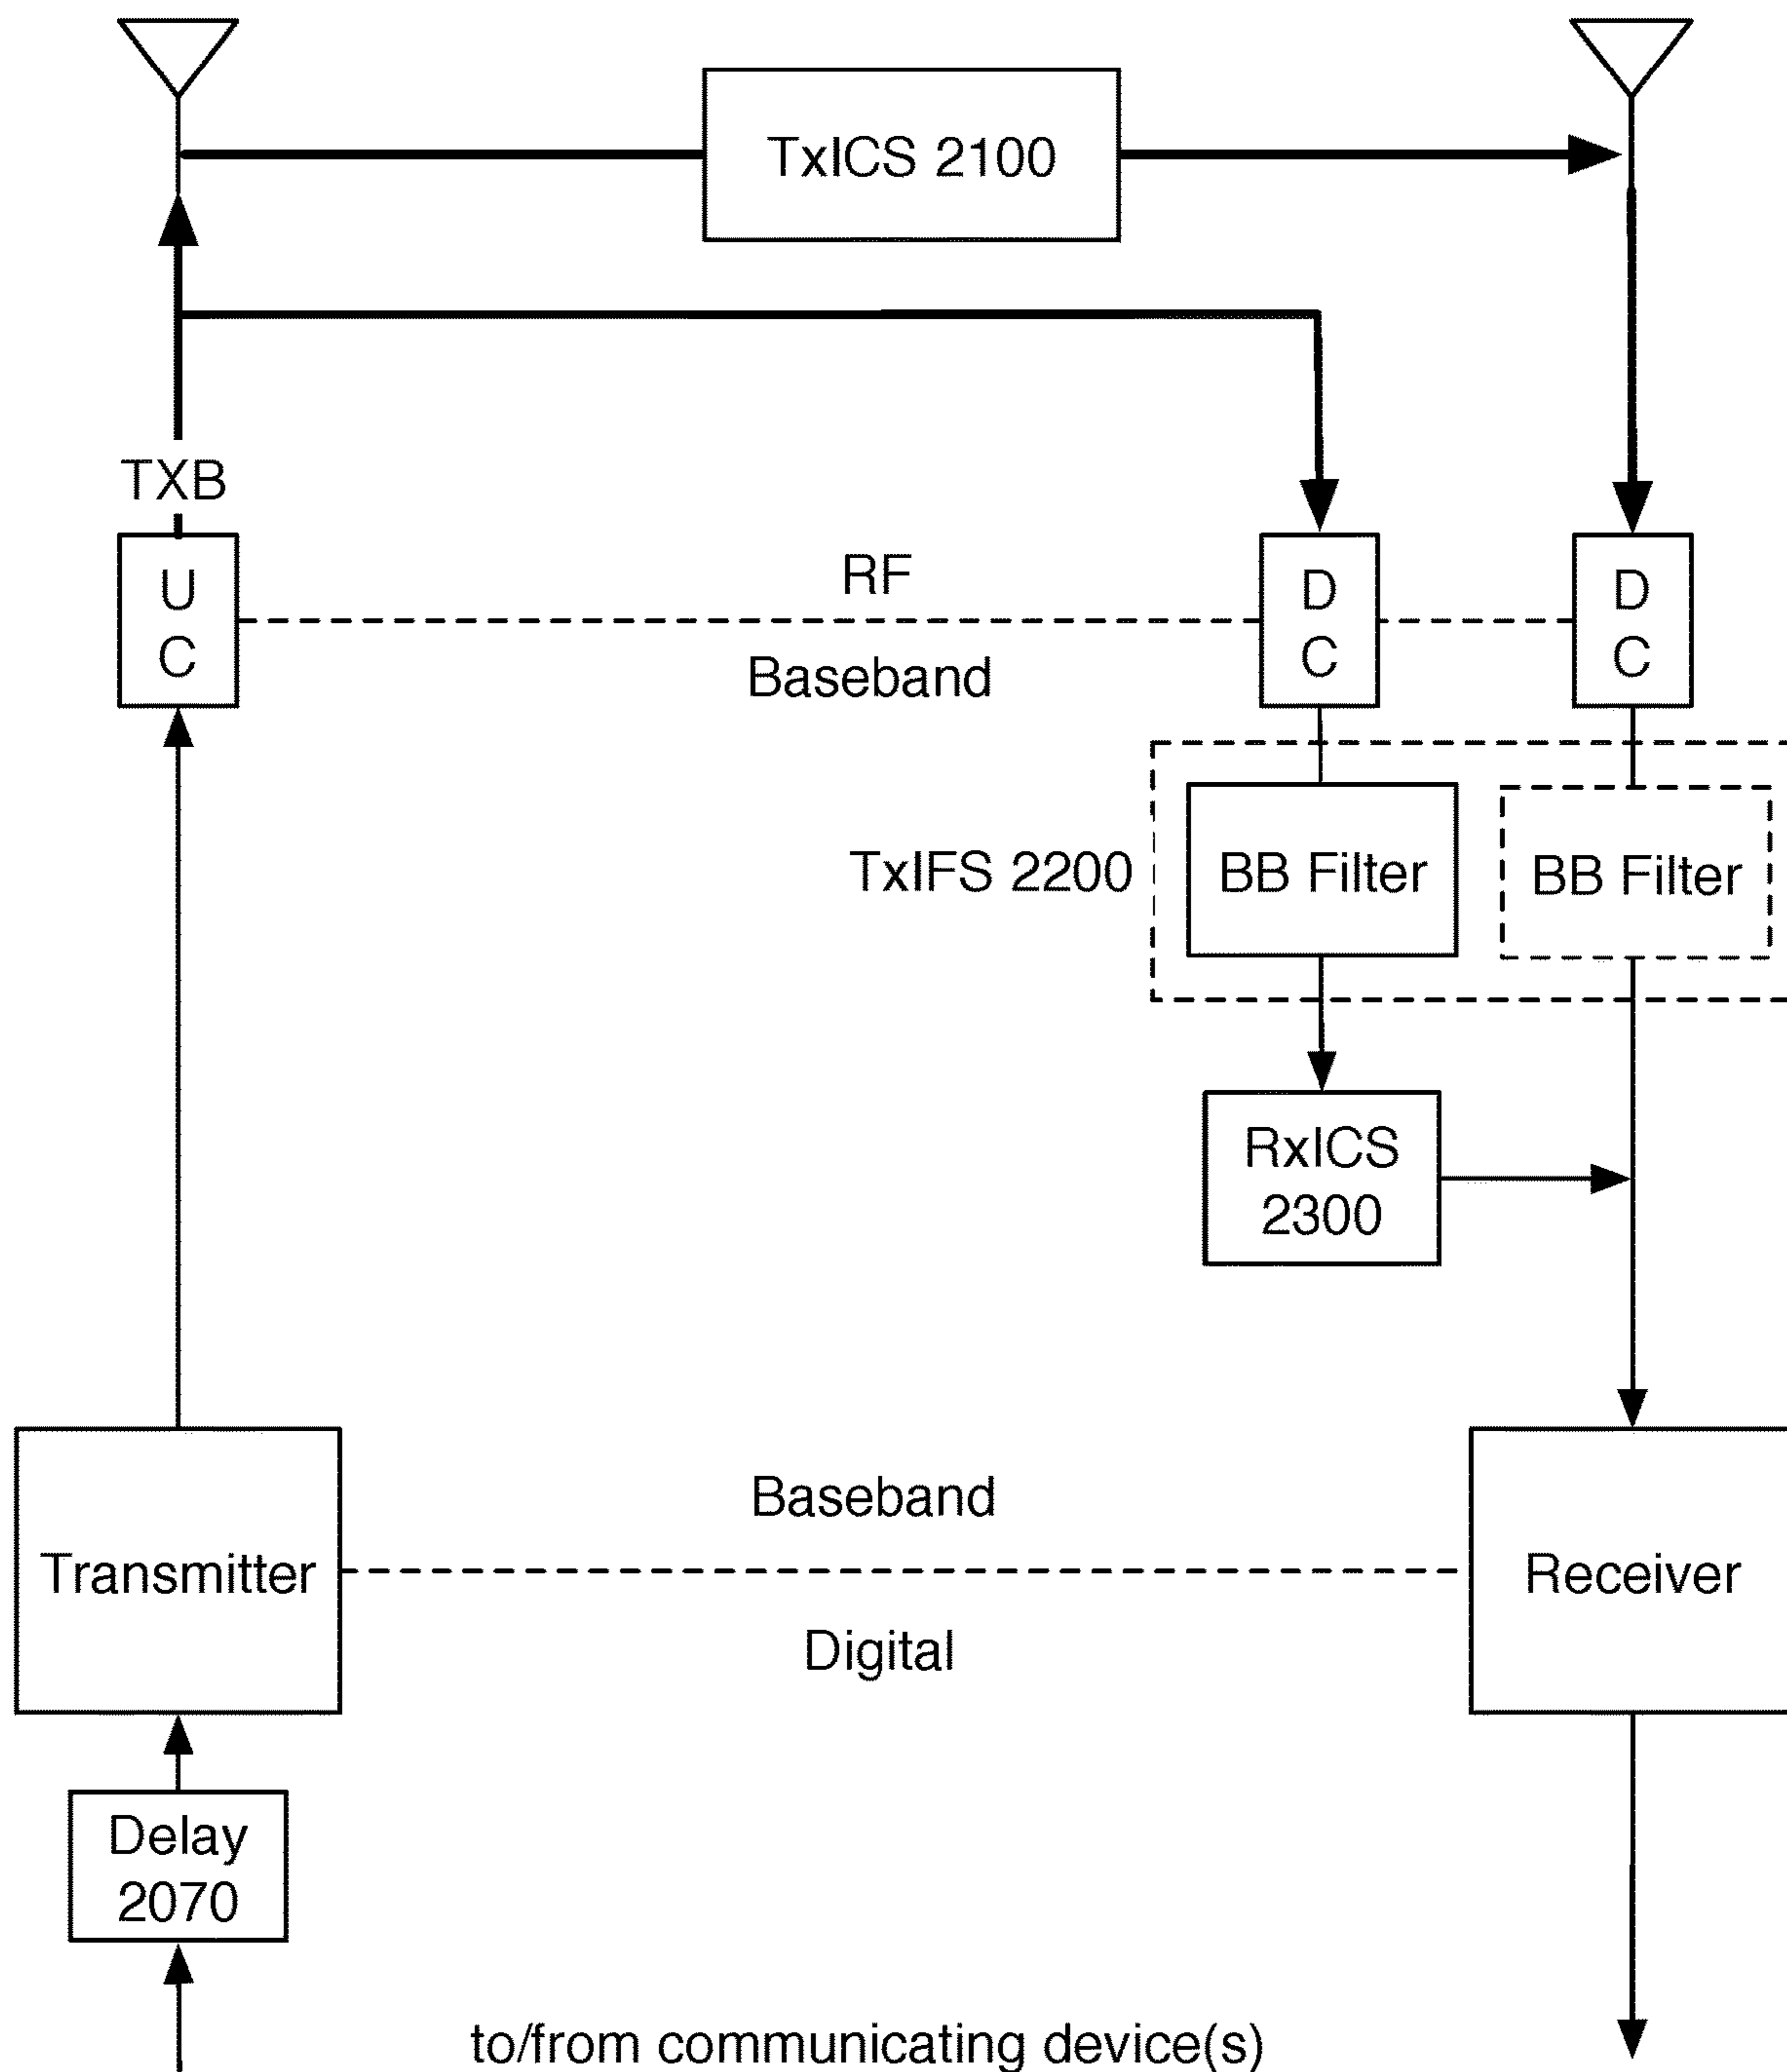 TxICS 2100
TXB
U
C
RF
Baseband
D
C
D
C
TxIFS 2200
BB Filter
BB Filter
RxICS
2300
Transmitter
Baseband
Digital
Receiver
Delay
2070
to/from communicating device(s)